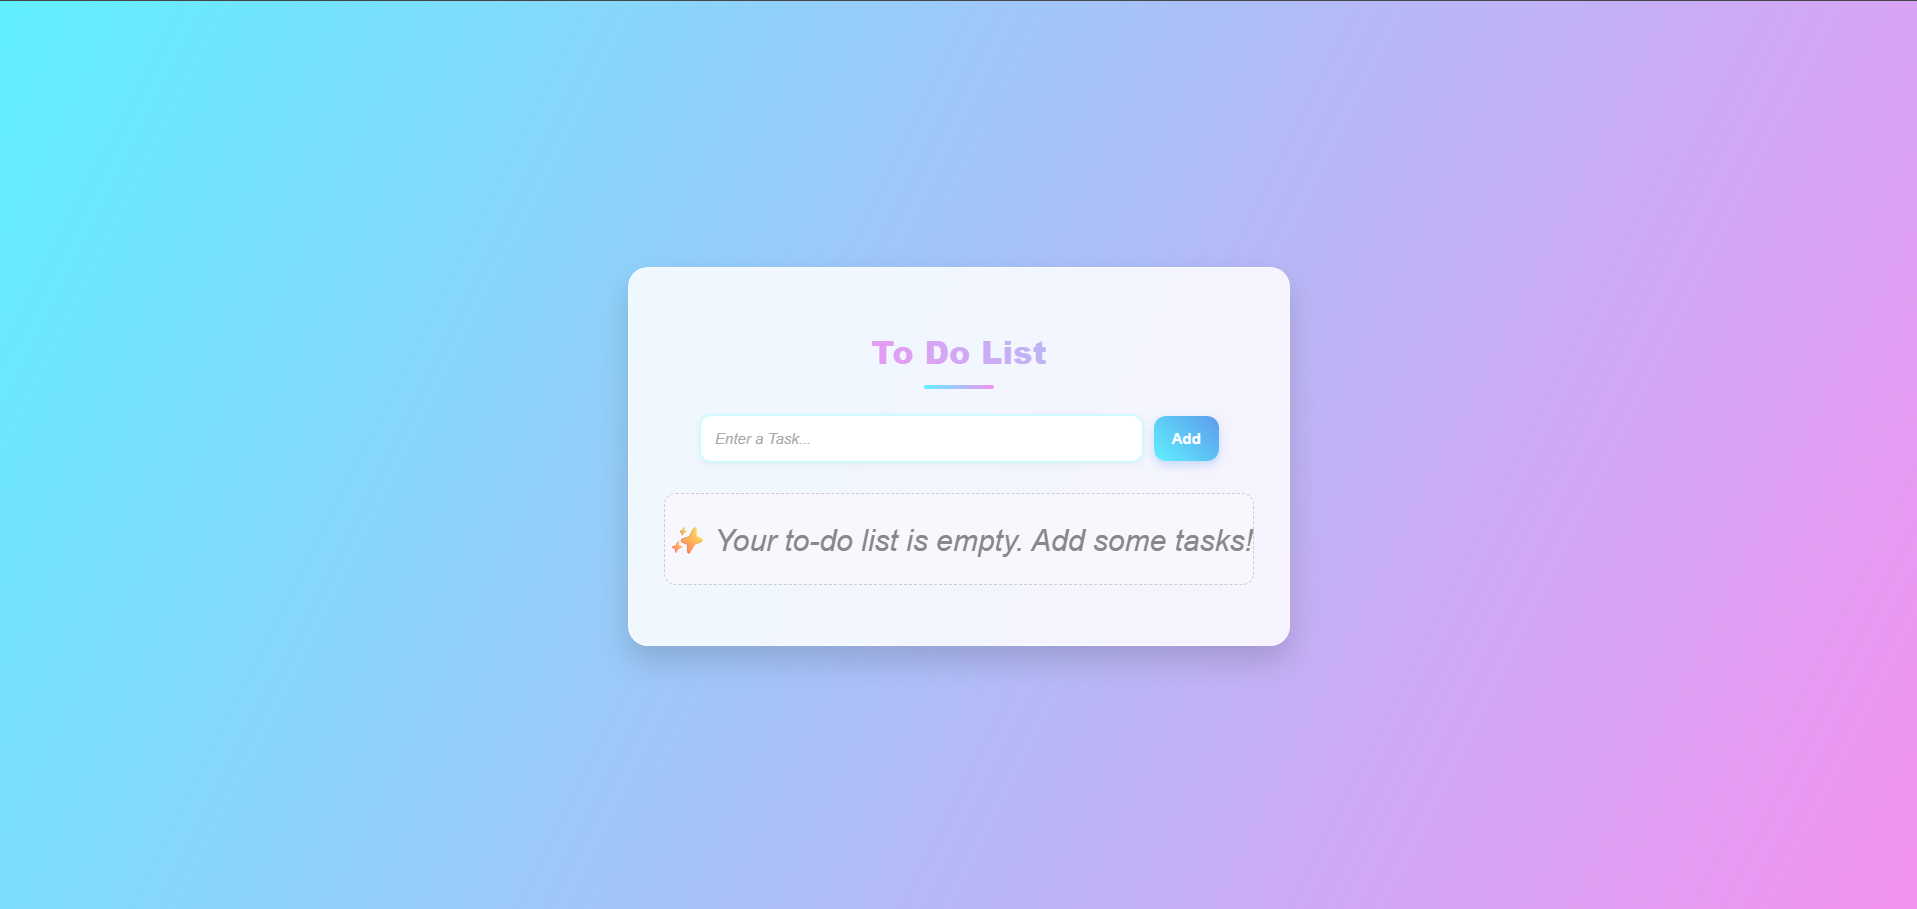 To Do List
Enter a Task...
Add
✨ Your to-do list is empty. Add some tasks!